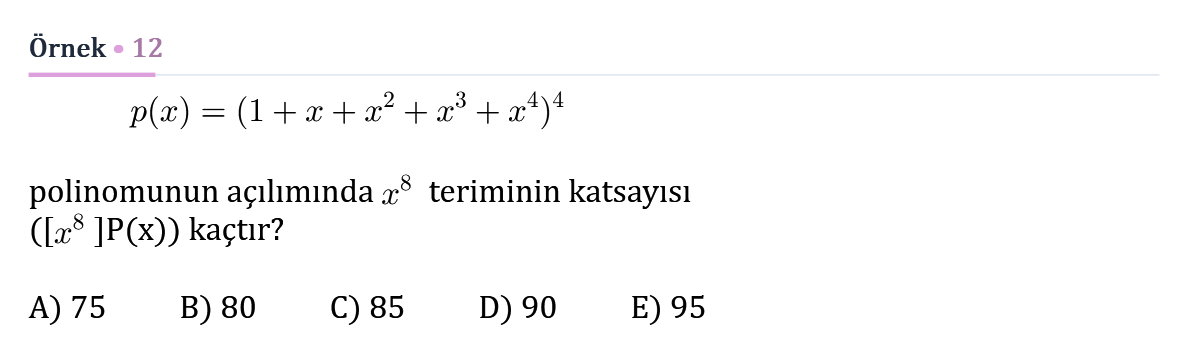 Örnek • 12
p(x) = (1 + x + x² + x³ + x⁴)⁴
polinomunun açılımında x⁸ teriminin katsayısı
([x⁸ ]P(x)) kaçtır?
A) 75 B) 80 C) 85 D) 90 E) 95